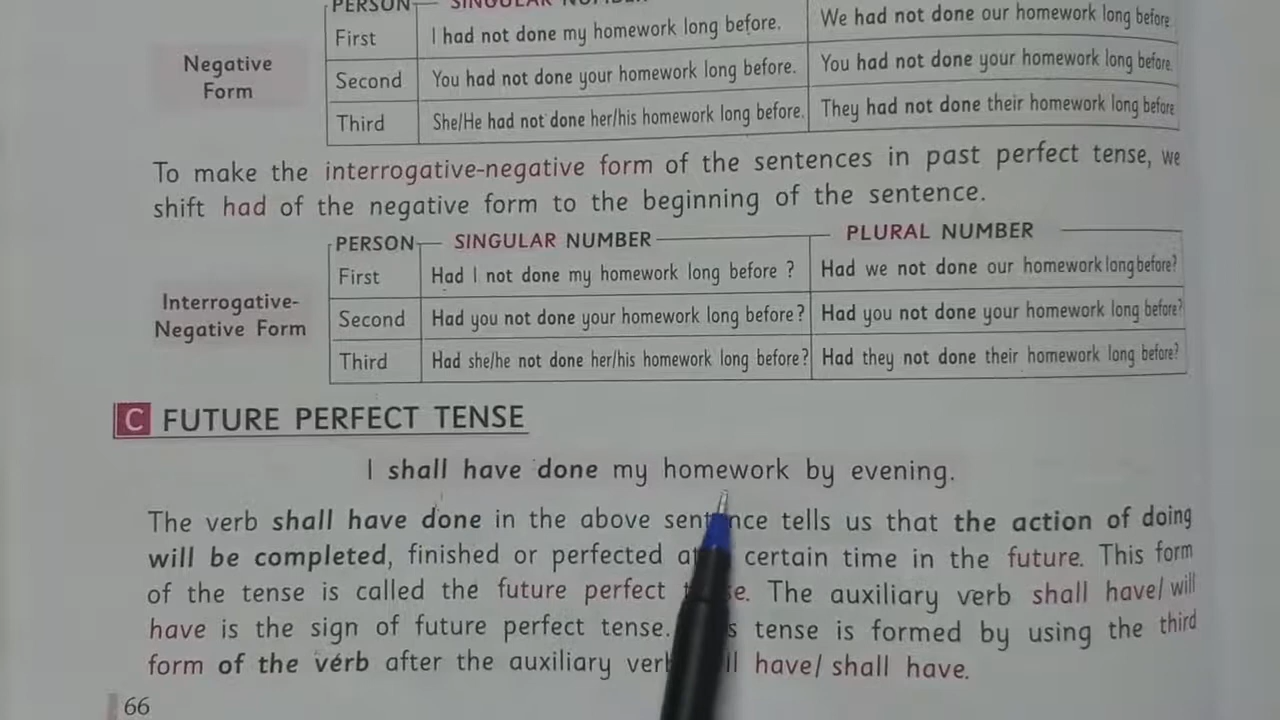 PERSON SINGULAR NUMBER
First I had not done my homework long before. We had not done our homework long before.
Negative Form
Second You had not done your homework long before. You had not done your homework long before.
Third She/He had not done her/his homework long before. They had not done their homework long before
To make the interrogative-negative form of the sentences in past perfect tense, we
shift had of the negative form to the beginning of the sentence.
PERSON SINGULAR NUMBER PLURAL NUMBER
First Had I not done my homework long before ? Had we not done our homework long before?
Interrogative-
Negative Form
Second Had you not done your homework long before? Had you not done your homework long before?
Third Had she/he not done her/his homework long before? Had they not done their homework long before?
C FUTURE PERFECT TENSE
I shall have done my homework by evening.
The verb shall have done in the above sentence tells us that the action of doing
will be completed, finished or perfected at certain time in the future. This form
of the tense is called the future perfect The auxiliary verb shall have/ will
have is the sign of future perfect tense. tense is formed by using the third
form of the verb after the auxiliary verb have/ shall have.
66